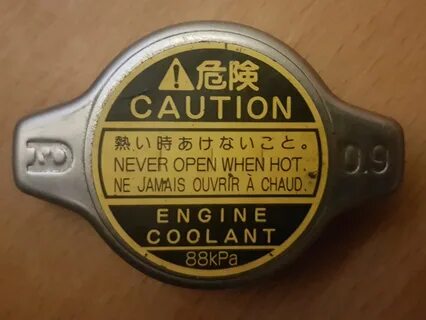 ⚠危険
CAUTION
熱い時あけないこと。
NEVER OPEN WHEN HOT.
NE JAMAIS OUVRIR À CHAUD.
ENGINE
COOLANT
88kPa
0.9